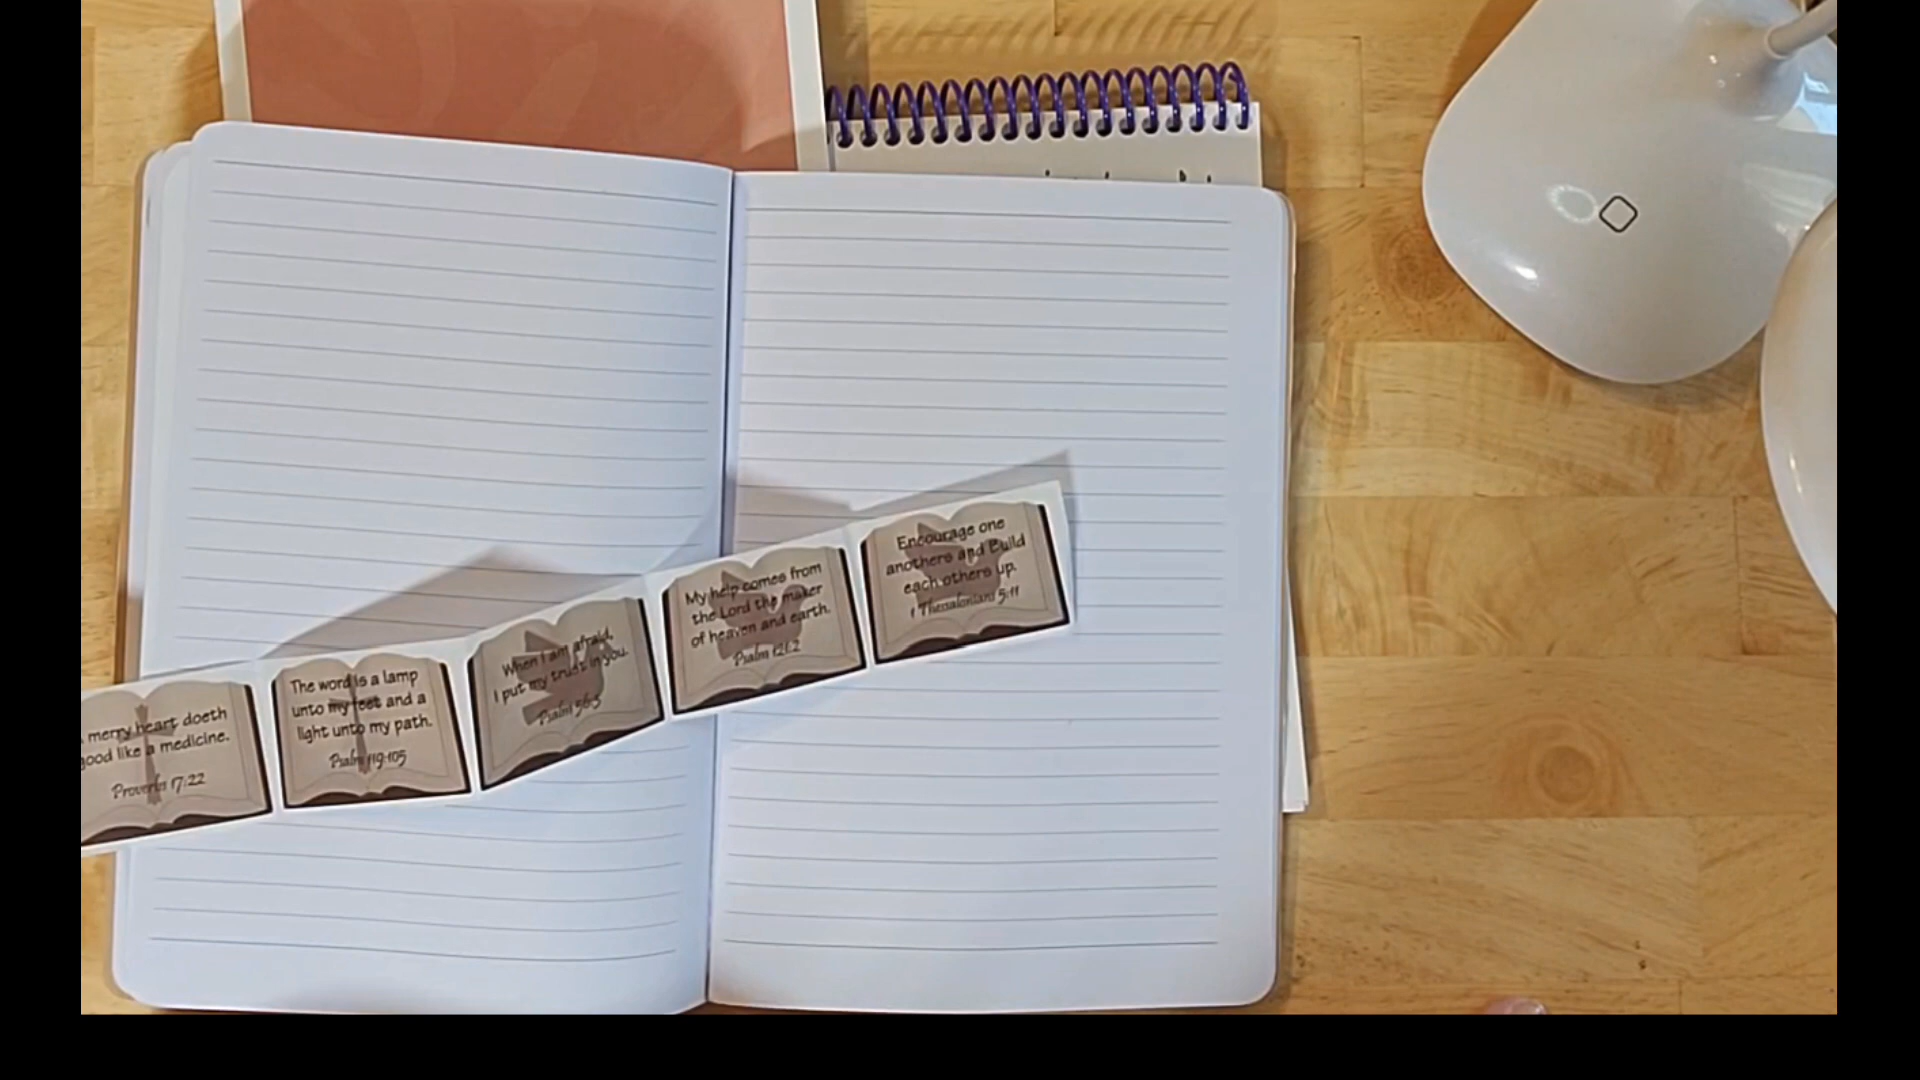 merry heart doeth
good like a medicine.
Proverbs 17:22
The word is a lamp
unto my feet and a
light unto my path.
Psalm 119:105
When I am afraid,
I put my trust in you.
Psalm 56:3
My help comes from
the Lord the maker
of heaven and earth.
Psalm 121:2
Encourage one
anothers and Build
each others up.
1 Thessalonians 5:11